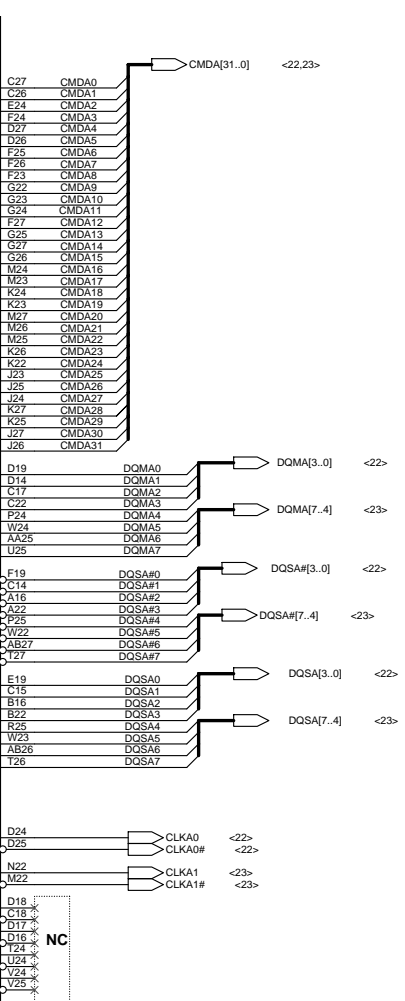 CMDA[31..0] <22,23>
C27 CMDA0
C26 CMDA1
E24 CMDA2
F24 CMDA3
D27 CMDA4
D26 CMDA5
F25 CMDA6
F26 CMDA7
F23 CMDA8
G22 CMDA9
G23 CMDA10
G24 CMDA11
F27 CMDA12
G25 CMDA13
G27 CMDA14
G26 CMDA15
M24 CMDA16
M23 CMDA17
K24 CMDA18
K23 CMDA19
M27 CMDA20
M26 CMDA21
M25 CMDA22
K26 CMDA23
K22 CMDA24
J23 CMDA25
J25 CMDA26
J24 CMDA27
K27 CMDA28
K25 CMDA29
J27 CMDA30
J26 CMDA31
DQMA[3..0] <22>
D19 DQMA0
D14 DQMA1
C17 DQMA2
C22 DQMA3
DQMA[7..4] <23>
P24 DQMA4
W24 DQMA5
AA25 DQMA6
U25 DQMA7
DQSA#[3..0] <22>
F19 DQSA#0
C14 DQSA#1
A16 DQSA#2
A22 DQSA#3
DQSA#[7..4] <23>
P25 DQSA#4
W22 DQSA#5
AB27 DQSA#6
T27 DQSA#7
DQSA[3..0] <22>
E19 DQSA0
C15 DQSA1
B16 DQSA2
B22 DQSA3
DQSA[7..4] <23>
R25 DQSA4
W23 DQSA5
AB26 DQSA6
T26 DQSA7
D24 CLKA0 <22>
D25 CLKA0# <22>
N22 CLKA1 <23>
M22 CLKA1# <23>
D18
C18
D17
D16
NC
T24
U24
V24
V25